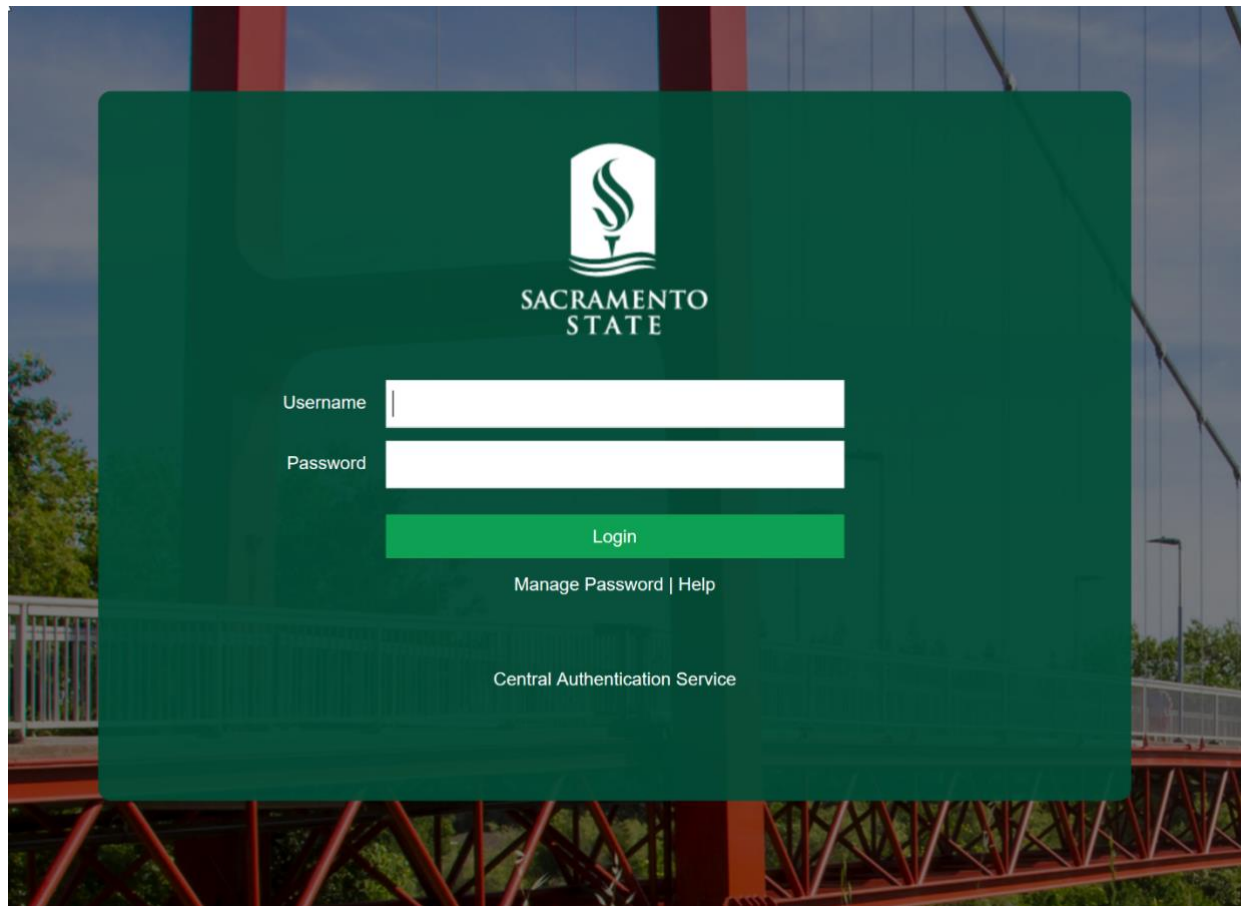 SACRAMENTO
STATE
Username
Password
Login
Manage Password | Help
Central Authentication Service